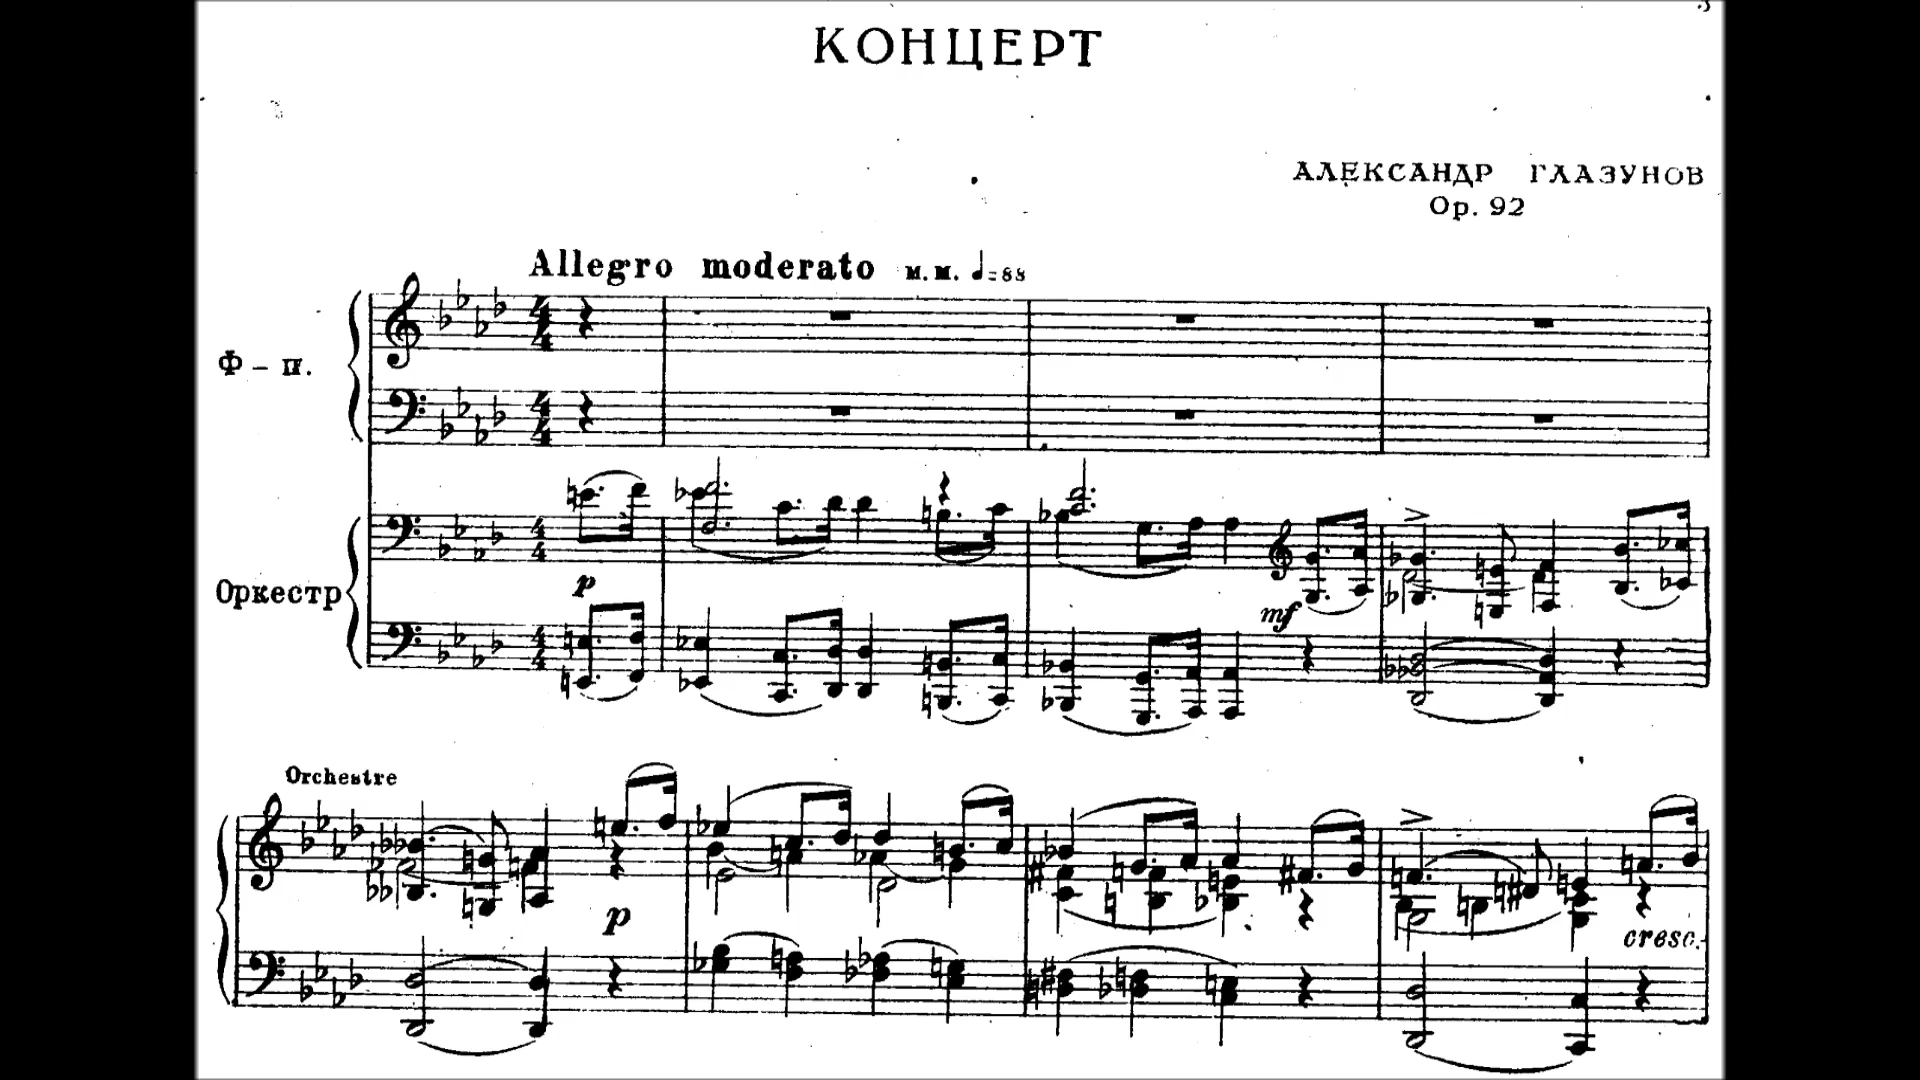 КОНЦЕРТ
АЛЕКСАНДР ГЛАЗУНОВ
Op. 92
Allegro moderato м. м. ♩=88
Ф-п.
Оркестр
p
mf
Orchestre
p
cresc.